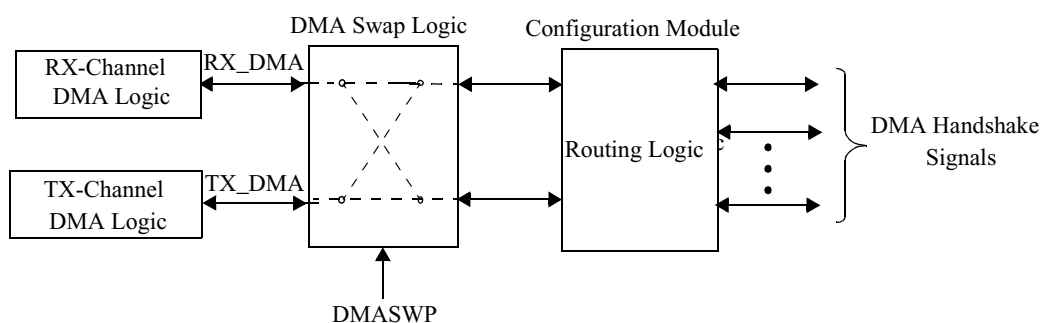 DMA Swap Logic
Configuration Module
RX-Channel
DMA Logic
RX_DMA
TX-Channel
DMA Logic
TX_DMA
Routing Logic c
DMA Handshake
Signals
DMASWP